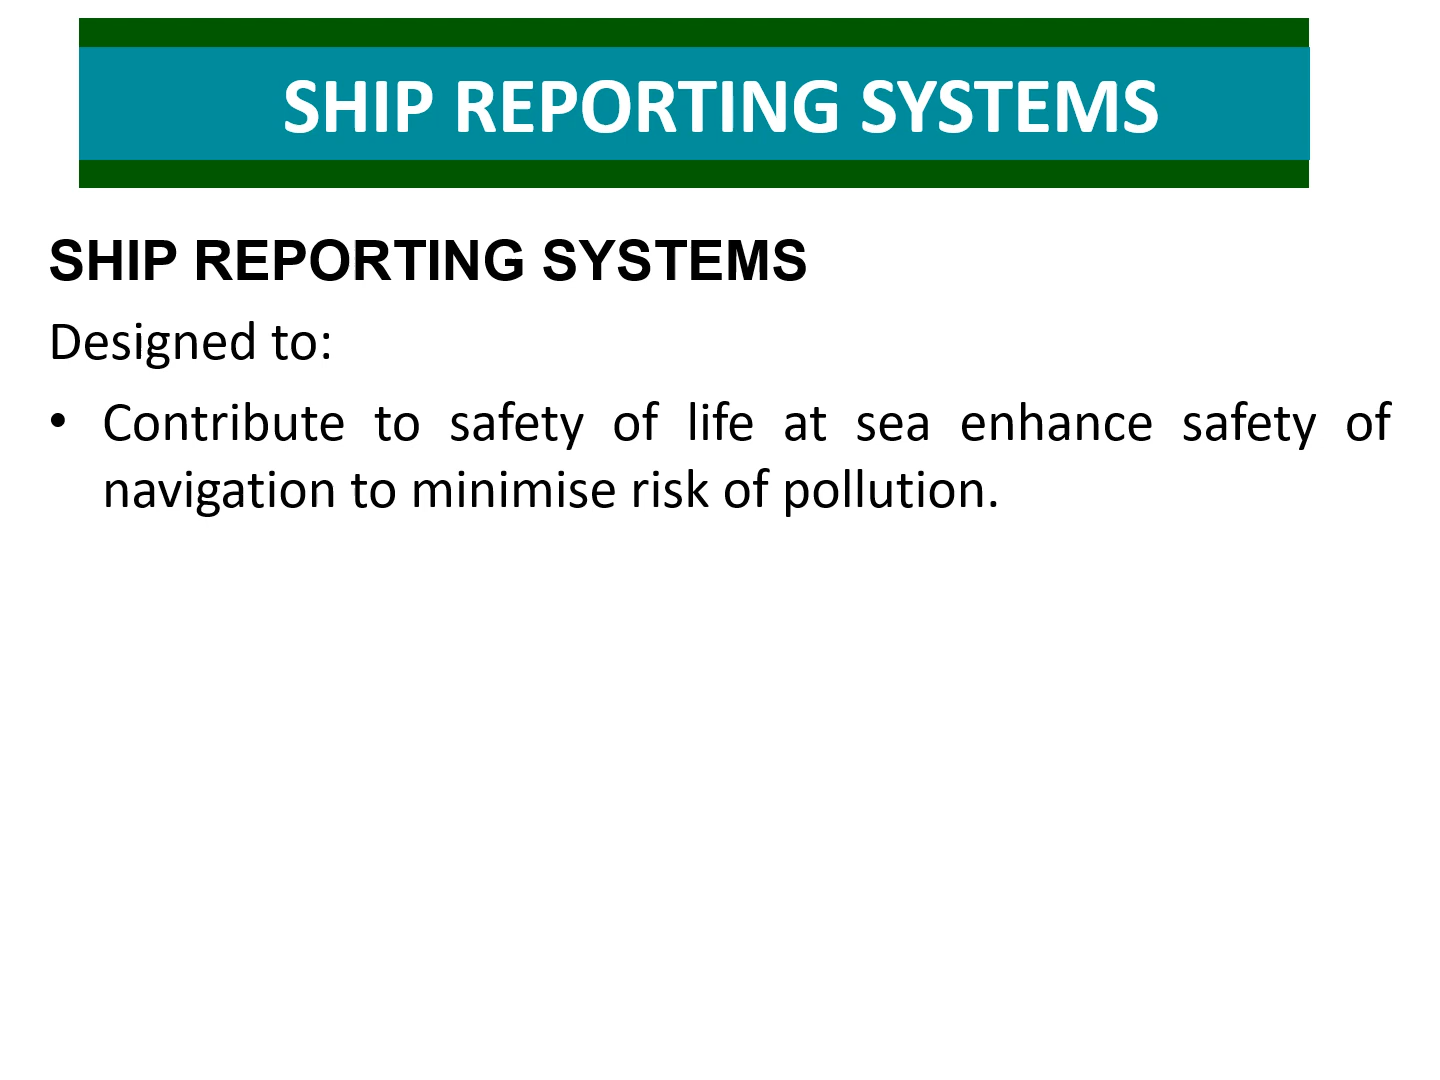 SHIP REPORTING SYSTEMS
SHIP REPORTING SYSTEMS
Designed to:
• Contribute to safety of life at sea enhance safety of
navigation to minimise risk of pollution.